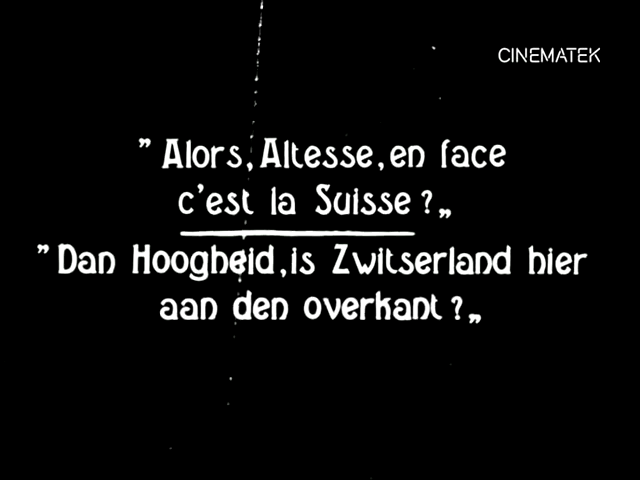 CINEMATEK
" Alors, Altesse, en face
c'est la Suisse ?„
"Dan Hoogheid, is Zwitserland hier
aan den overkant ?„